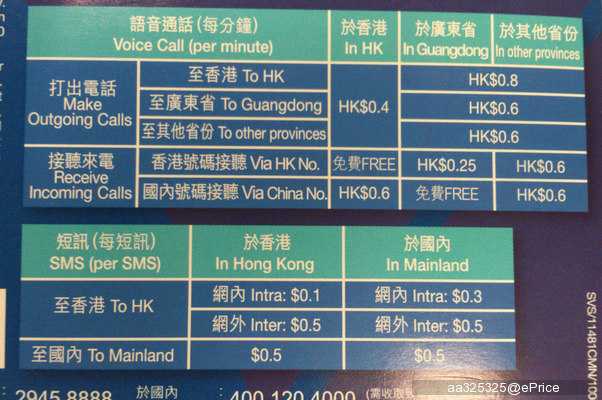 語音通話 (每分鐘) 於香港 於廣東省 於其他省份
Voice Call (per minute) In HK In Guangdong In other provinces
打出電話
Make
Outgoing Calls
至香港 To HK HK$0.4 HK$0.8
至廣東省 To Guangdong HK$0.6
至其他省份 To other provinces HK$0.6
接聽來電
Receive
Incoming Calls
香港號碼接聽 Via HK No. 免費FREE HK$0.25 HK$0.6
國內號碼接聽 Via China No. HK$0.6 免費FREE HK$0.6
短訊 (每短訊) 於香港 於國內
SMS (per SMS) In Hong Kong In Mainland
至香港 To HK 網內 Intra: $0.1 網內 Intra: $0.3
網外 Inter: $0.5 網外 Inter: $0.5
至國內 To Mainland $0.5 $0.5
: 2945 8888 於國內 : 400 120 4000 (需收取
aa325325@ePrice